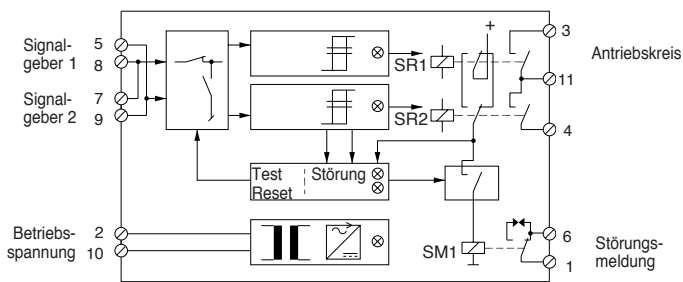 Signal-
geber 1
5
8
Signal-
geber 2
7
9
SR1
SR2
+
3
11
4
Antriebskreis
Test
Reset
Störung
Betriebs-
spannung
2
10
SM1
6
1
Störungs-
meldung